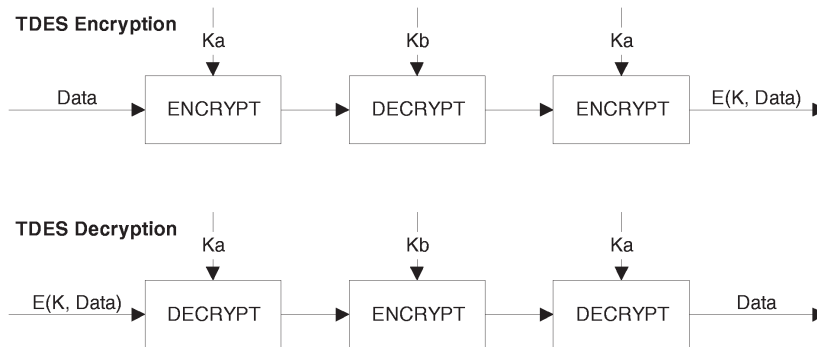 TDES Encryption
Ka
Kb
Ka
Data
ENCRYPT
DECRYPT
ENCRYPT
E(K, Data)
TDES Decryption
Ka
Kb
Ka
E(K, Data)
DECRYPT
ENCRYPT
DECRYPT
Data